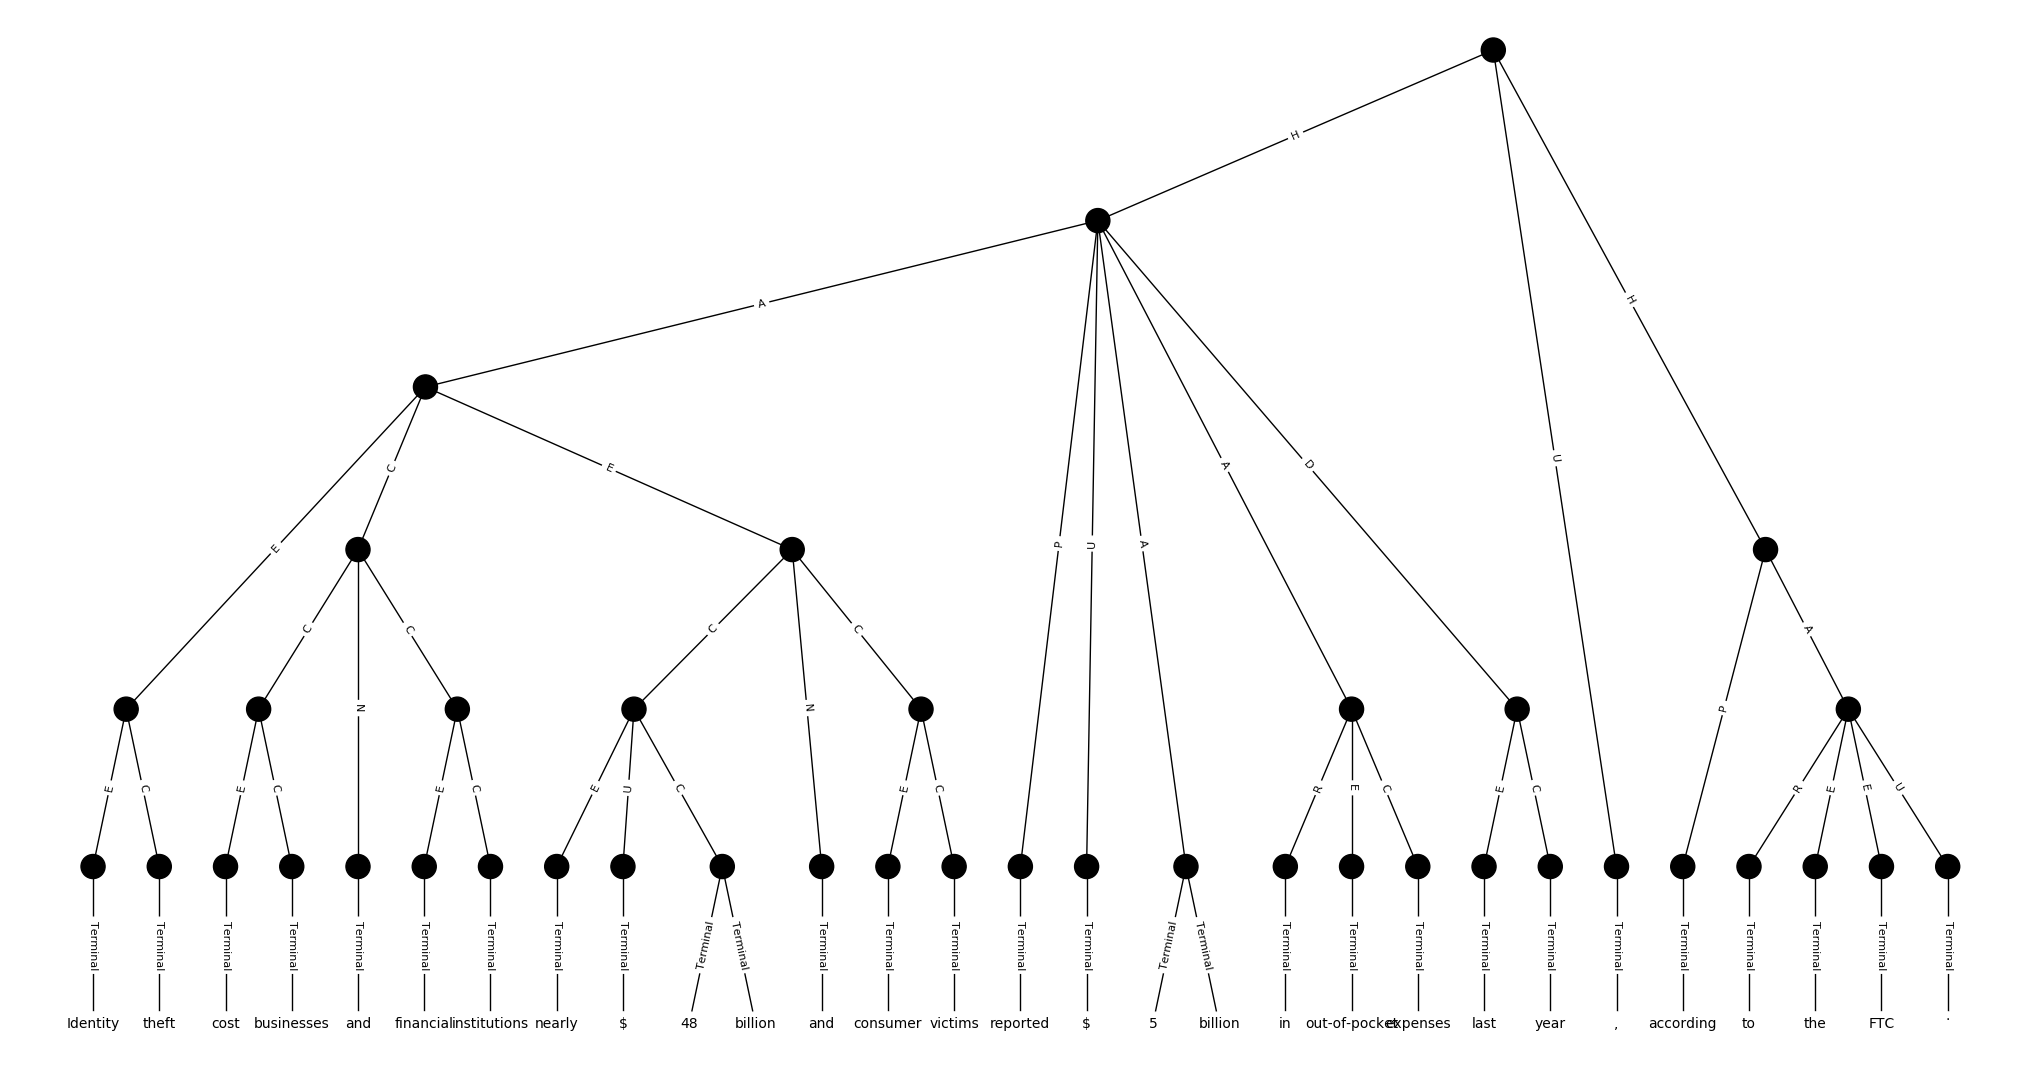 H
A
H
C
E
U
A
D
E
P
U
A
C
C
C
C
A
N
N
P
E
C
E
C
E
C
E
U
C
E
C
R
E
C
E
C
R
E
E
U
Terminal Terminal Terminal Terminal Terminal Terminal Terminal Terminal Terminal Terminal Terminal Terminal Terminal Terminal Terminal Terminal Terminal Terminal Terminal Terminal Terminal Terminal Terminal Terminal Terminal Terminal Terminal Terminal Terminal
Identity theft cost businesses and financial institutions nearly $ 48 billion and consumer victims reported $ 5 billion in out-of-pocket expenses last year , according to the FTC .